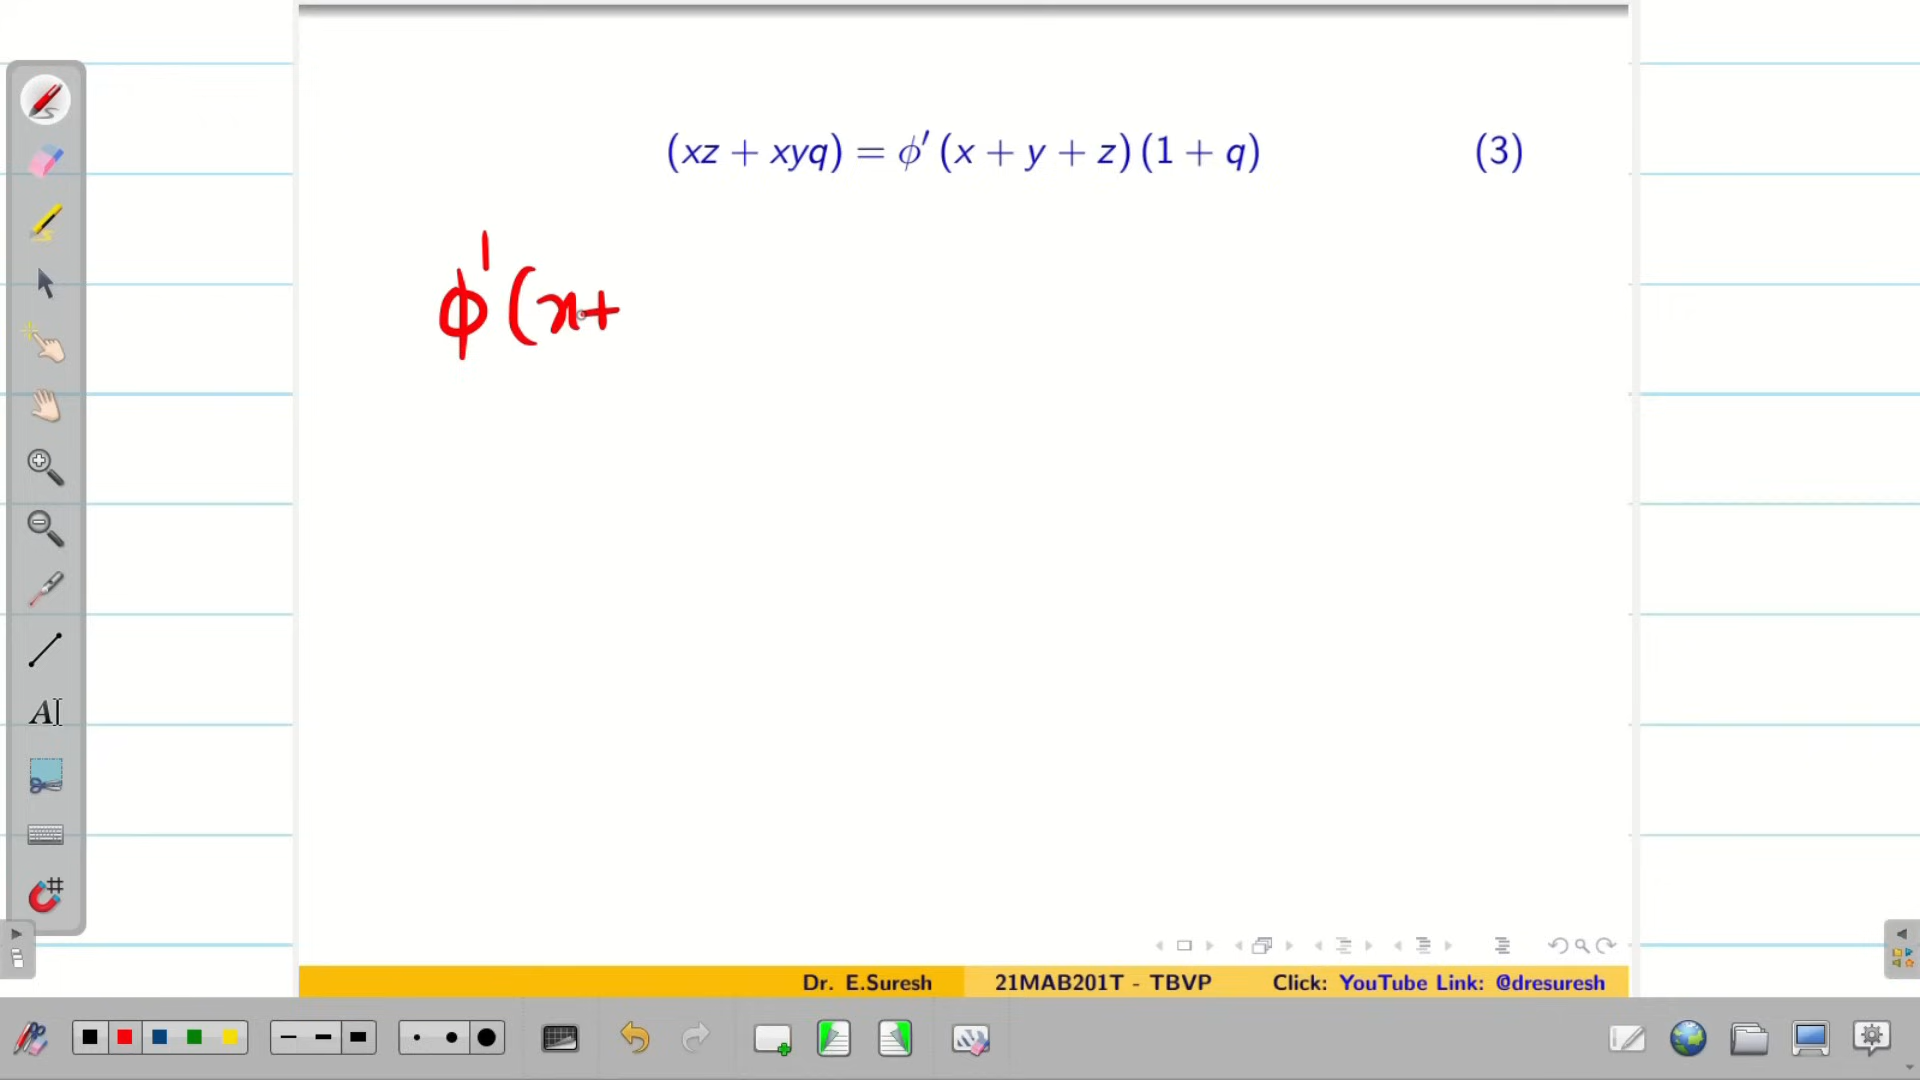 (xz + xyq) = ϕ′ (x + y + z) (1 + q) (3)
ϕ' (x+
Dr. E.Suresh 21MAB201T - TBVP Click: YouTube Link: @dresuresh